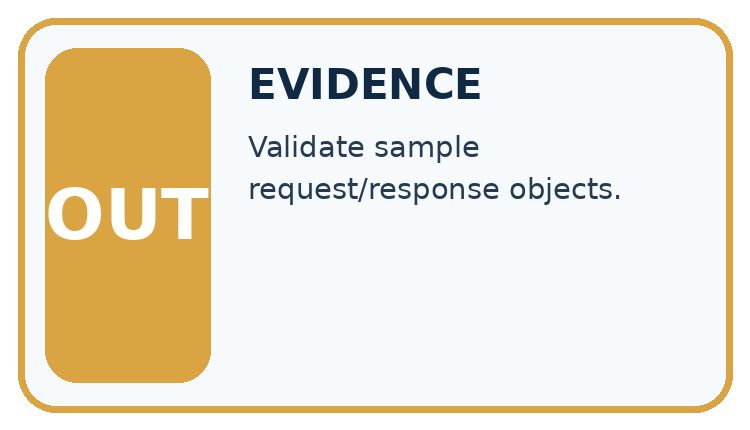 OUT
EVIDENCE
Validate sample
request/response objects.